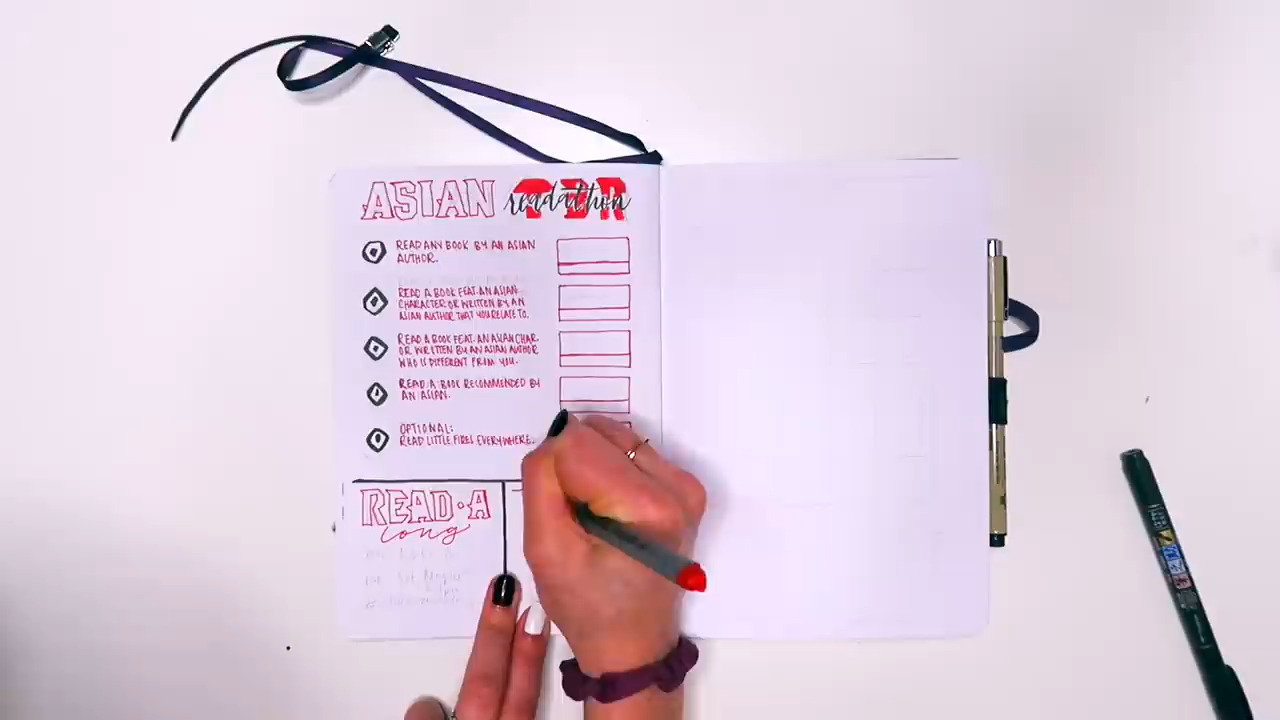 ASIAN TBR
readathon
READ ANY BOOK BY AN ASIAN
AUTHOR.
READ A BOOK FEAT. AN ASIAN
CHARACTER OR WRITTEN BY AN
ASIAN AUTHOR THAT YOU RELATE TO.
READ A BOOK FEAT. AN ASIAN CHAR.
OR WRITTEN BY AN ASIAN AUTHOR
WHO IS DIFFERENT FROM YOU.
READ A BOOK RECOMMENDED BY
AN ASIAN.
OPTIONAL:
READ LITTLE FIRES EVERYWHERE.
READ·A
long